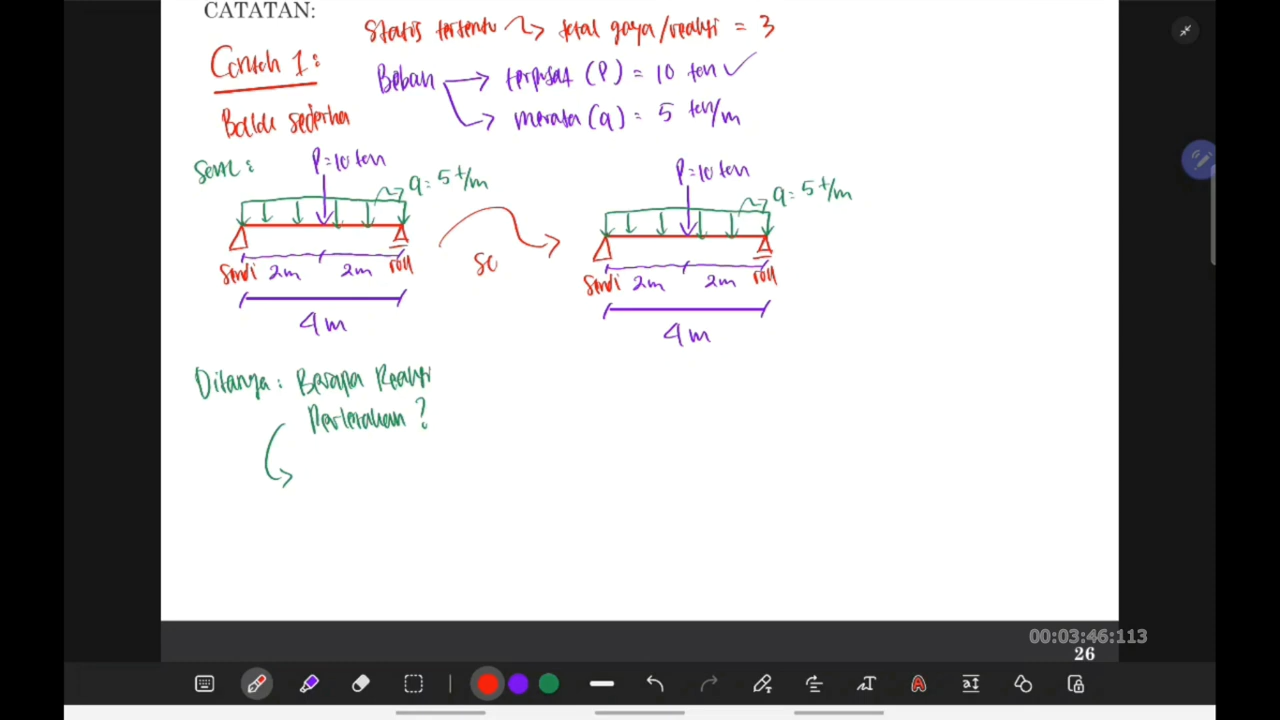 CATATAN:
Statis tertentu → total gaya/reaksi = 3
Contoh 1:
Beban → terpusat (P) = 10 ton ✓
→ merata (q) = 5 ton/m
Balok sederhana
Soal:
P=10 ton
q=5 t/m
Sendi 2m 2m roll
4m
P=10 ton
q=5 t/m
Sendi 2m 2m roll
4m
Ditanya: Berapa Reaksi
Perletakan?
00:03:46:113
26